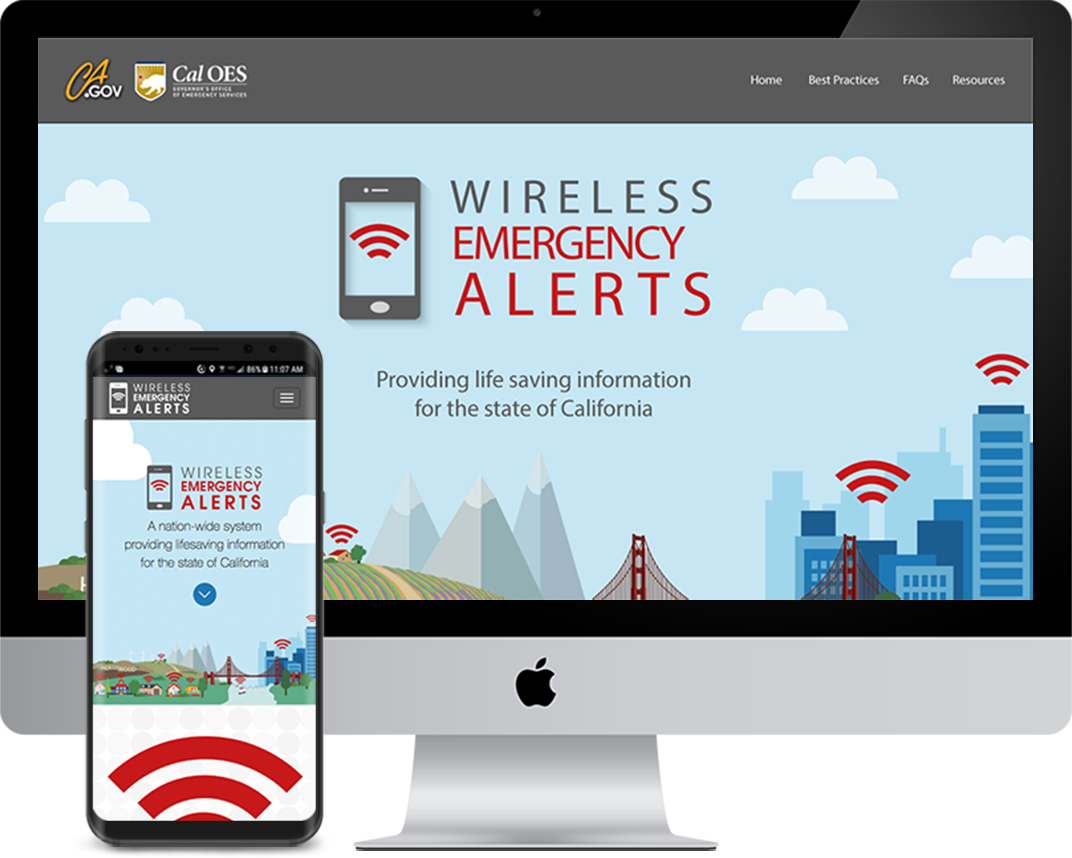 CA.GOV
Cal OES
GOVERNOR'S OFFICE
OF EMERGENCY SERVICES
Home Best Practices FAQs Resources
WIRELESS
EMERGENCY
ALERTS
Providing life saving information
for the state of California
86% 11:07 AM
WIRELESS
EMERGENCY
ALERTS
WIRELESS
EMERGENCY
ALERTS
A nation-wide system
providing lifesaving information
for the state of California
HOLLYWOOD